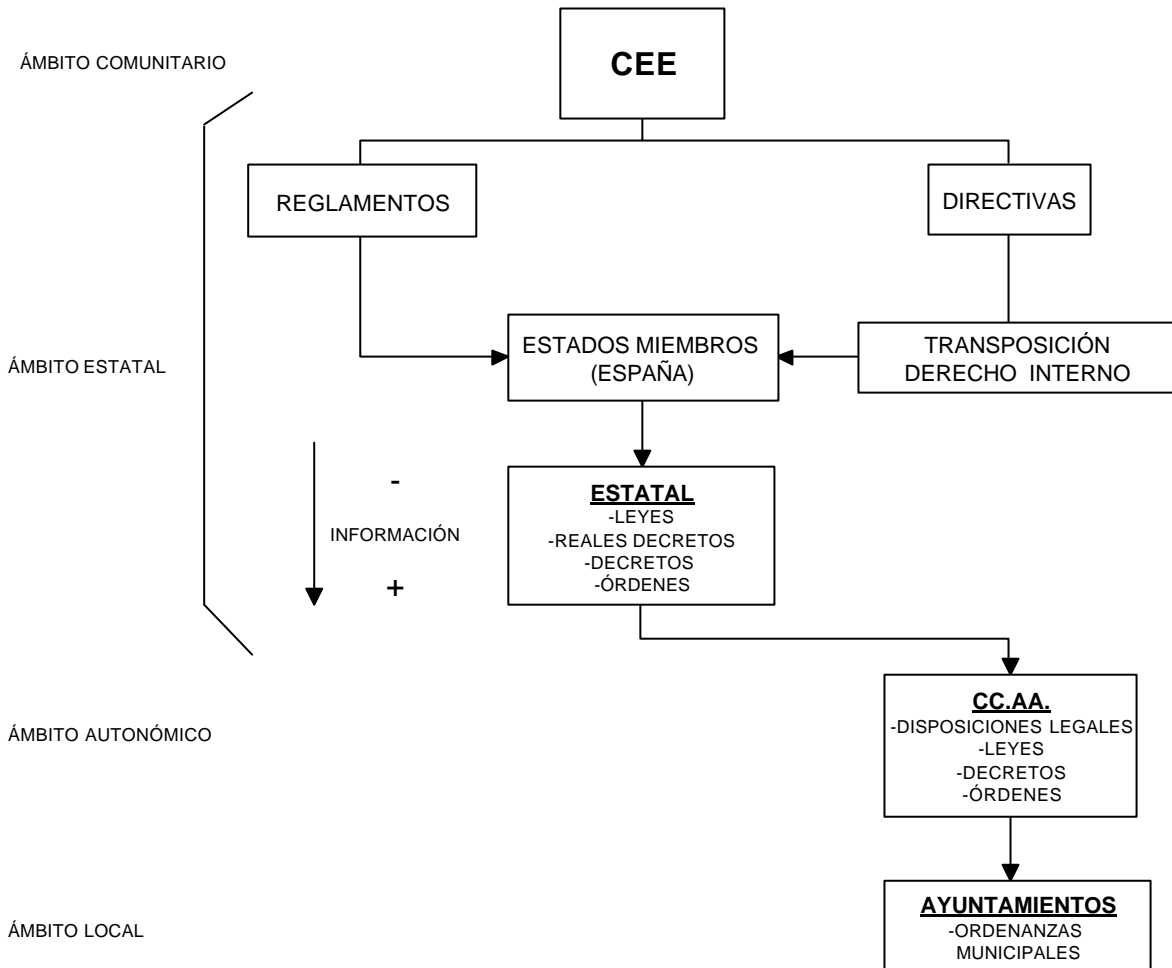 ÁMBITO COMUNITARIO
CEE
REGLAMENTOS
DIRECTIVAS
ÁMBITO ESTATAL
ESTADOS MIEMBROS
(ESPAÑA)
TRANSPOSICIÓN
DERECHO INTERNO
-
INFORMACIÓN
+
ESTATAL
-LEYES
-REALES DECRETOS
-DECRETOS
-ÓRDENES
ÁMBITO AUTONÓMICO
CC.AA.
-DISPOSICIONES LEGALES
-LEYES
-DECRETOS
-ÓRDENES
ÁMBITO LOCAL
AYUNTAMIENTOS
-ORDENANZAS
MUNICIPALES